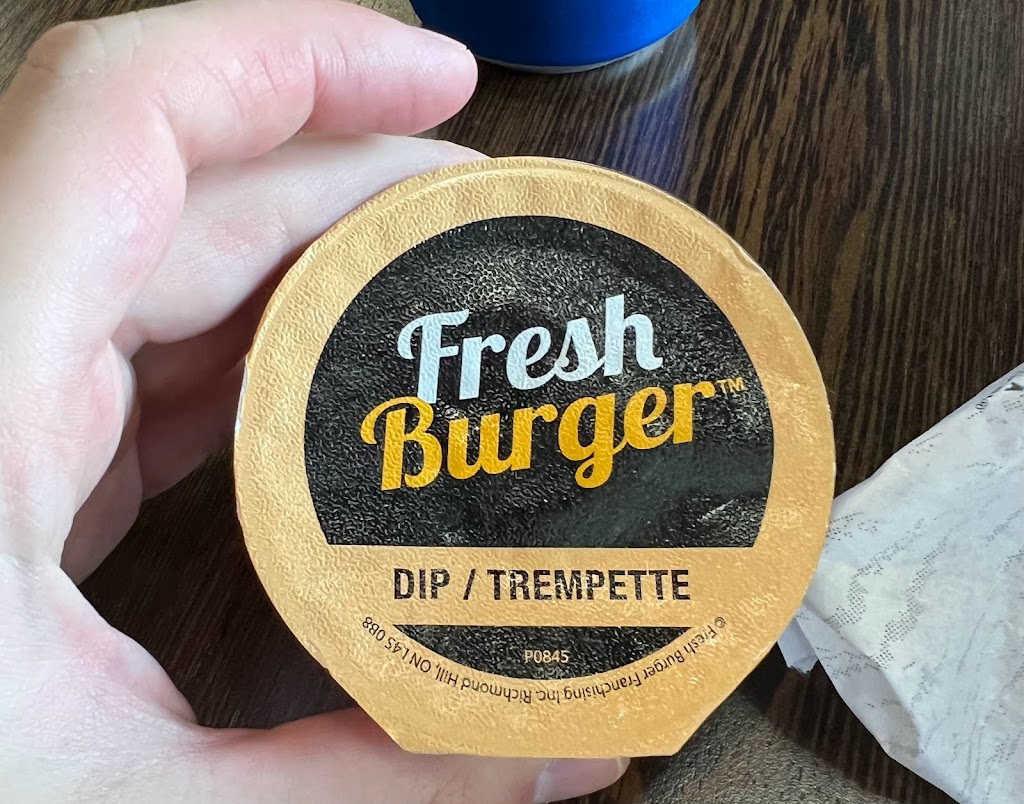 Fresh
Burger™
DIP / TREMPETTE
P0845
©Fresh Burger Franchising Inc. Richmond Hill, ON L4S 0B8